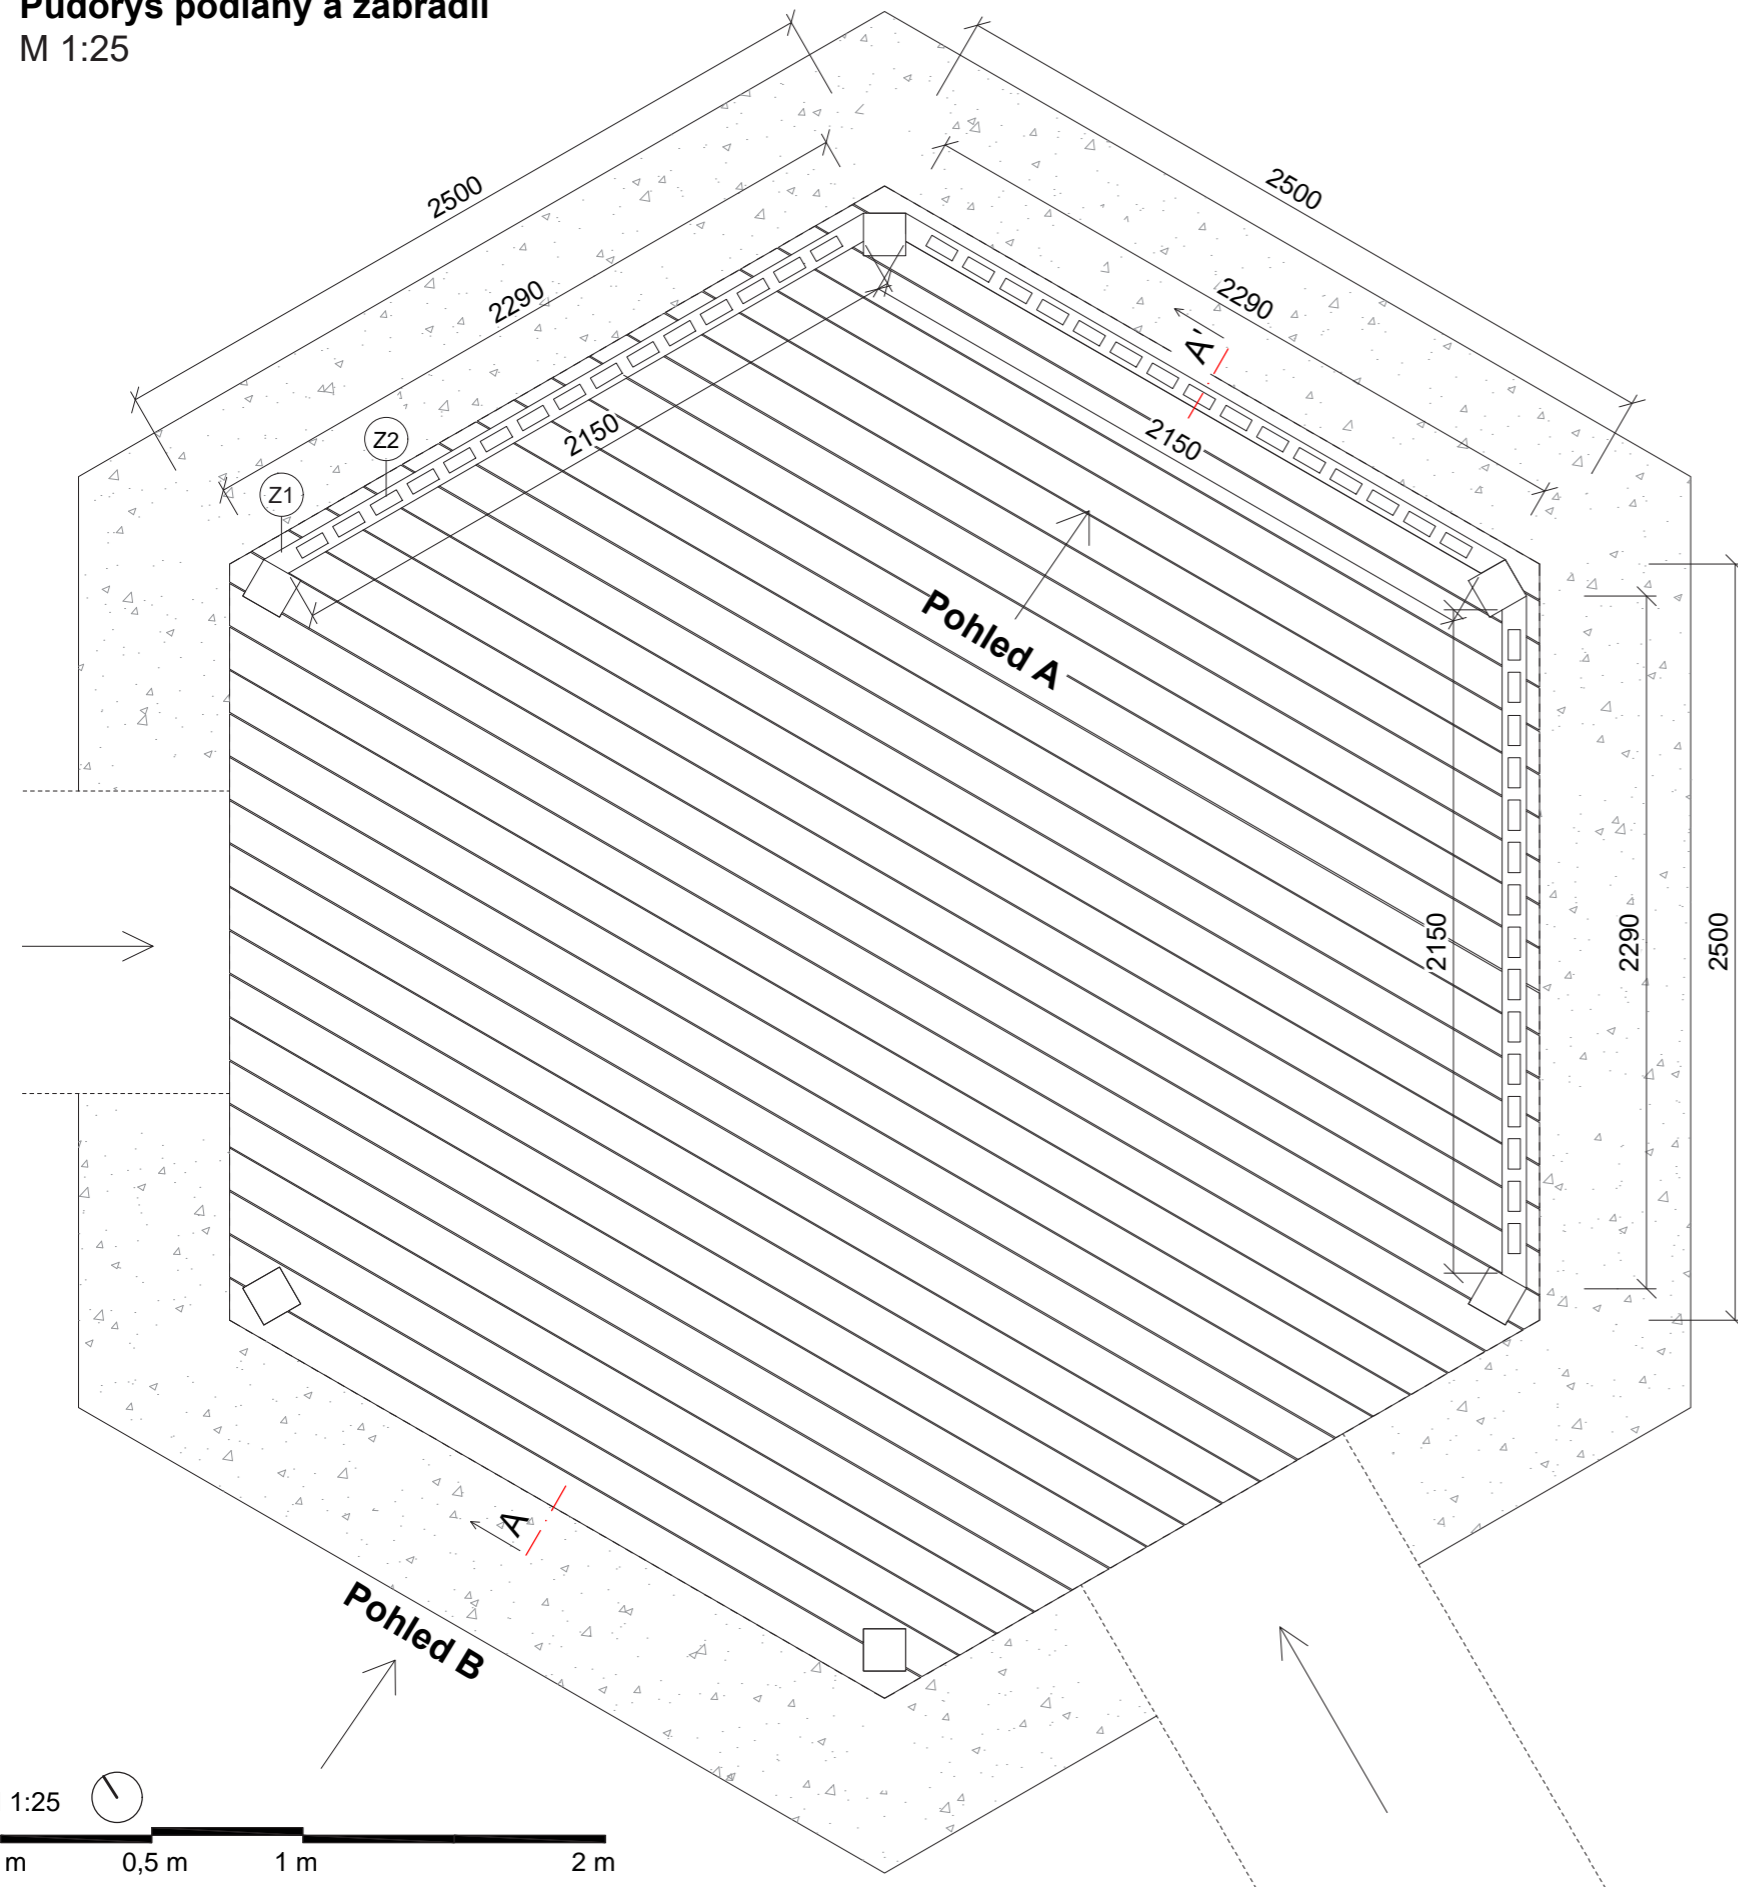 Půdorys podlahy a zábradlí
M 1:25
2500
2500
2290
2290
A'
2150
2150
Z2
Z1
Pohled A
2150
2290
2500
A
Pohled B
1:25
m 0,5 m 1 m 2 m